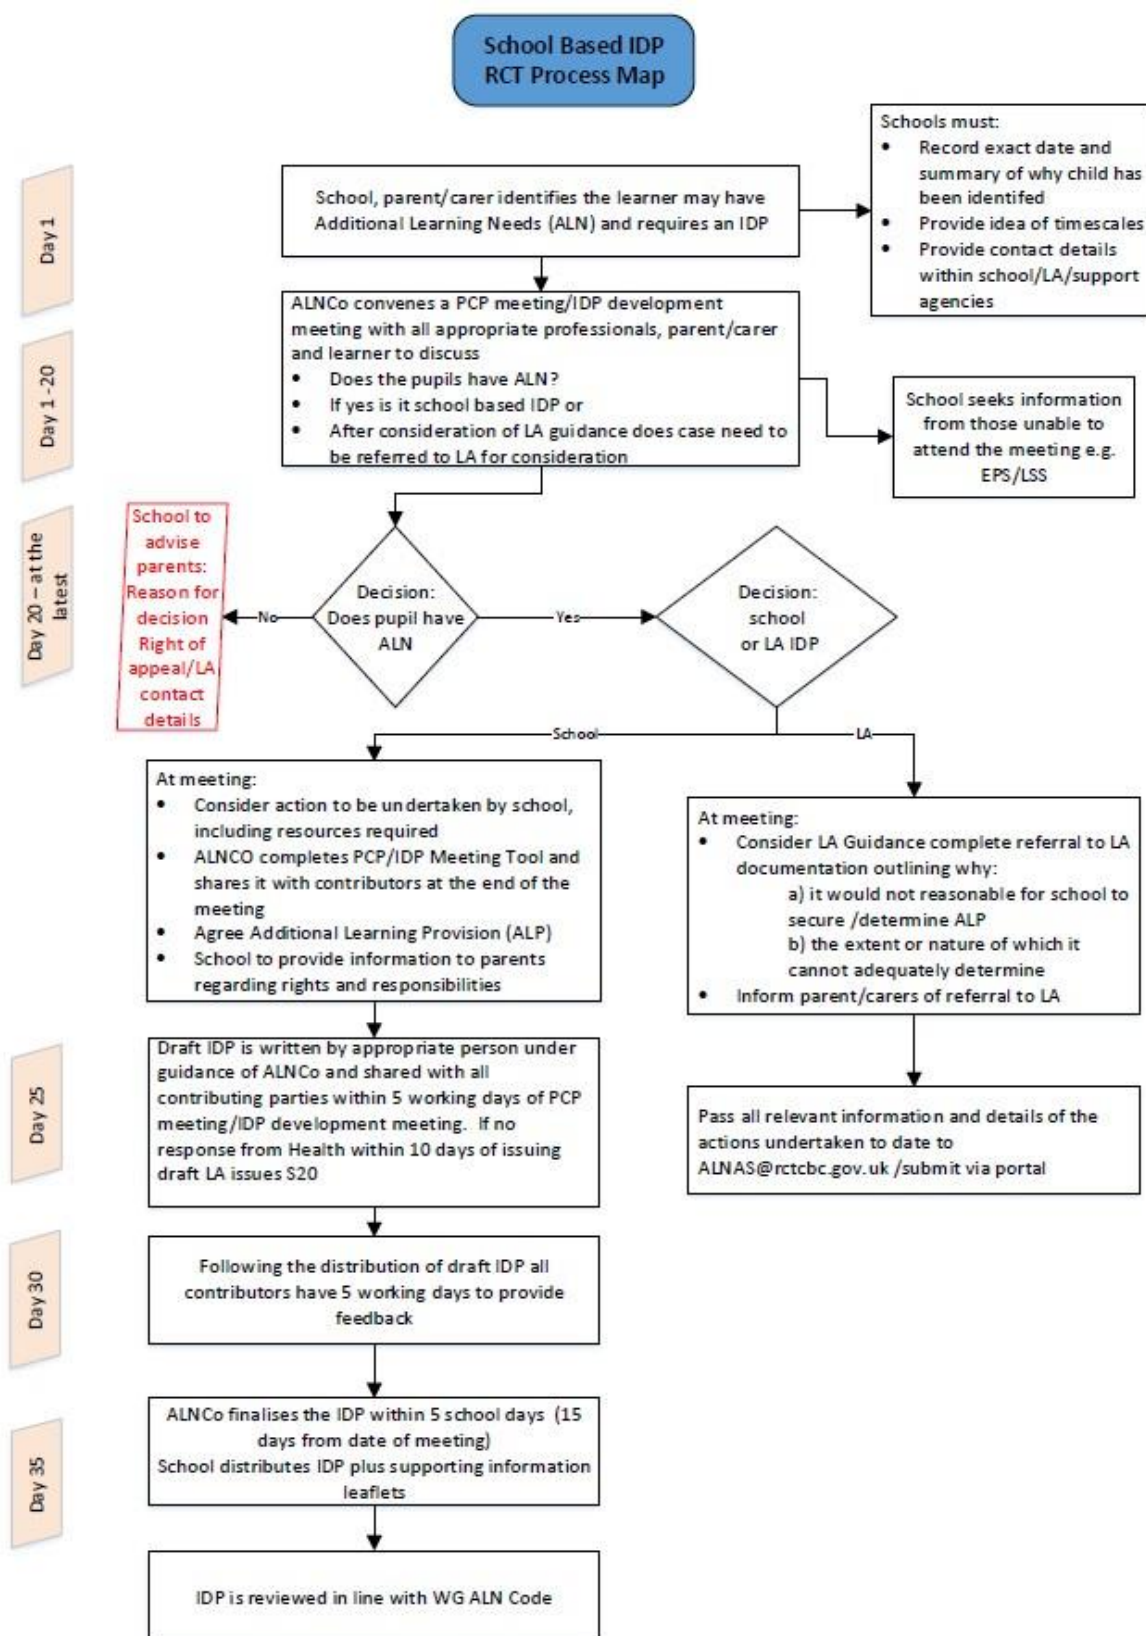 School Based IDP
RCT Process Map
Day 1
School, parent/carer identifies the learner may have
Additional Learning Needs (ALN) and requires an IDP
Schools must:
• Record exact date and
summary of why child has
been identifed
• Provide idea of timescales
• Provide contact details
within school/LA/support
agencies
Day 1 -20
ALNCo convenes a PCP meeting/IDP development
meeting with all appropriate professionals, parent/carer
and learner to discuss
• Does the pupils have ALN?
• If yes is it school based IDP or
• After consideration of LA guidance does case need to
be referred to LA for consideration
School seeks information
from those unable to
attend the meeting e.g.
EPS/LSS
Day 20 – at the
latest
School to
advise
parents:
Reason for
decision
Right of
appeal/LA
contact
details
No
Decision:
Does pupil have
ALN
Yes
Decision:
school
or LA IDP
School
LA
At meeting:
• Consider action to be undertaken by school,
including resources required
• ALNCO completes PCP/IDP Meeting Tool and
shares it with contributors at the end of the
meeting
• Agree Additional Learning Provision (ALP)
• School to provide information to parents
regarding rights and responsibilities
At meeting:
• Consider LA Guidance complete referral to LA
documentation outlining why:
a) it would not reasonable for school to
secure /determine ALP
b) the extent or nature of which it
cannot adequately determine
• Inform parent/carers of referral to LA
Day 25
Draft IDP is written by appropriate person under
guidance of ALNCo and shared with all
contributing parties within 5 working days of PCP
meeting/IDP development meeting. If no
response from Health within 10 days of issuing
draft LA issues S20
Pass all relevant information and details of the
actions undertaken to date to
ALNAS@rctcbc.gov.uk /submit via portal
Day 30
Following the distribution of draft IDP all
contributors have 5 working days to provide
feedback
Day 35
ALNCo finalises the IDP within 5 school days (15
days from date of meeting)
School distributes IDP plus supporting information
leaflets
IDP is reviewed in line with WG ALN Code